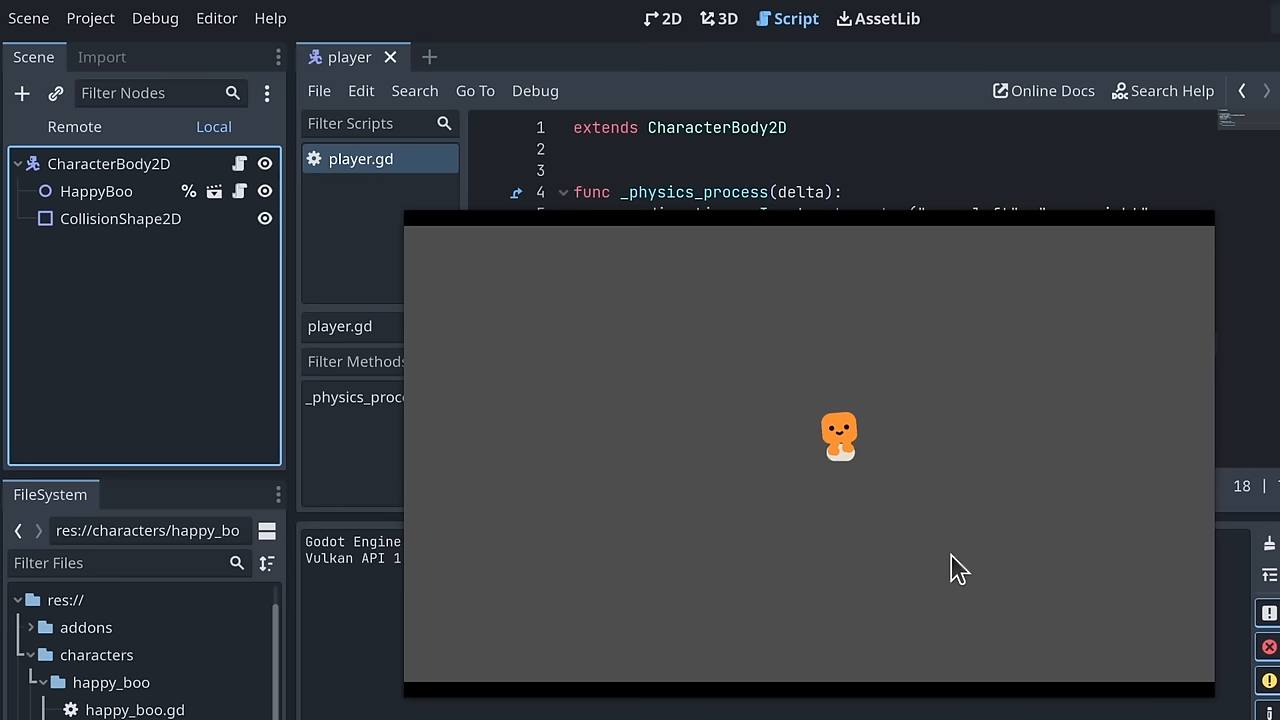 Scene Project Debug Editor Help
2D 3D Script AssetLib
Scene Import
player
Filter Nodes
File Edit Search Go To Debug
Online Docs Search Help
Remote Local
Filter Scripts
player.gd
1 extends CharacterBody2D
2
3
4 func _physics_process(delta):
CharacterBody2D
HappyBoo %
CollisionShape2D
player.gd
Filter Methods
_physics_proce
18 |
FileSystem
res://characters/happy_bo
Filter Files
Godot Engine
Vulkan API 1
res://
addons
characters
happy_boo
happy_boo.gd